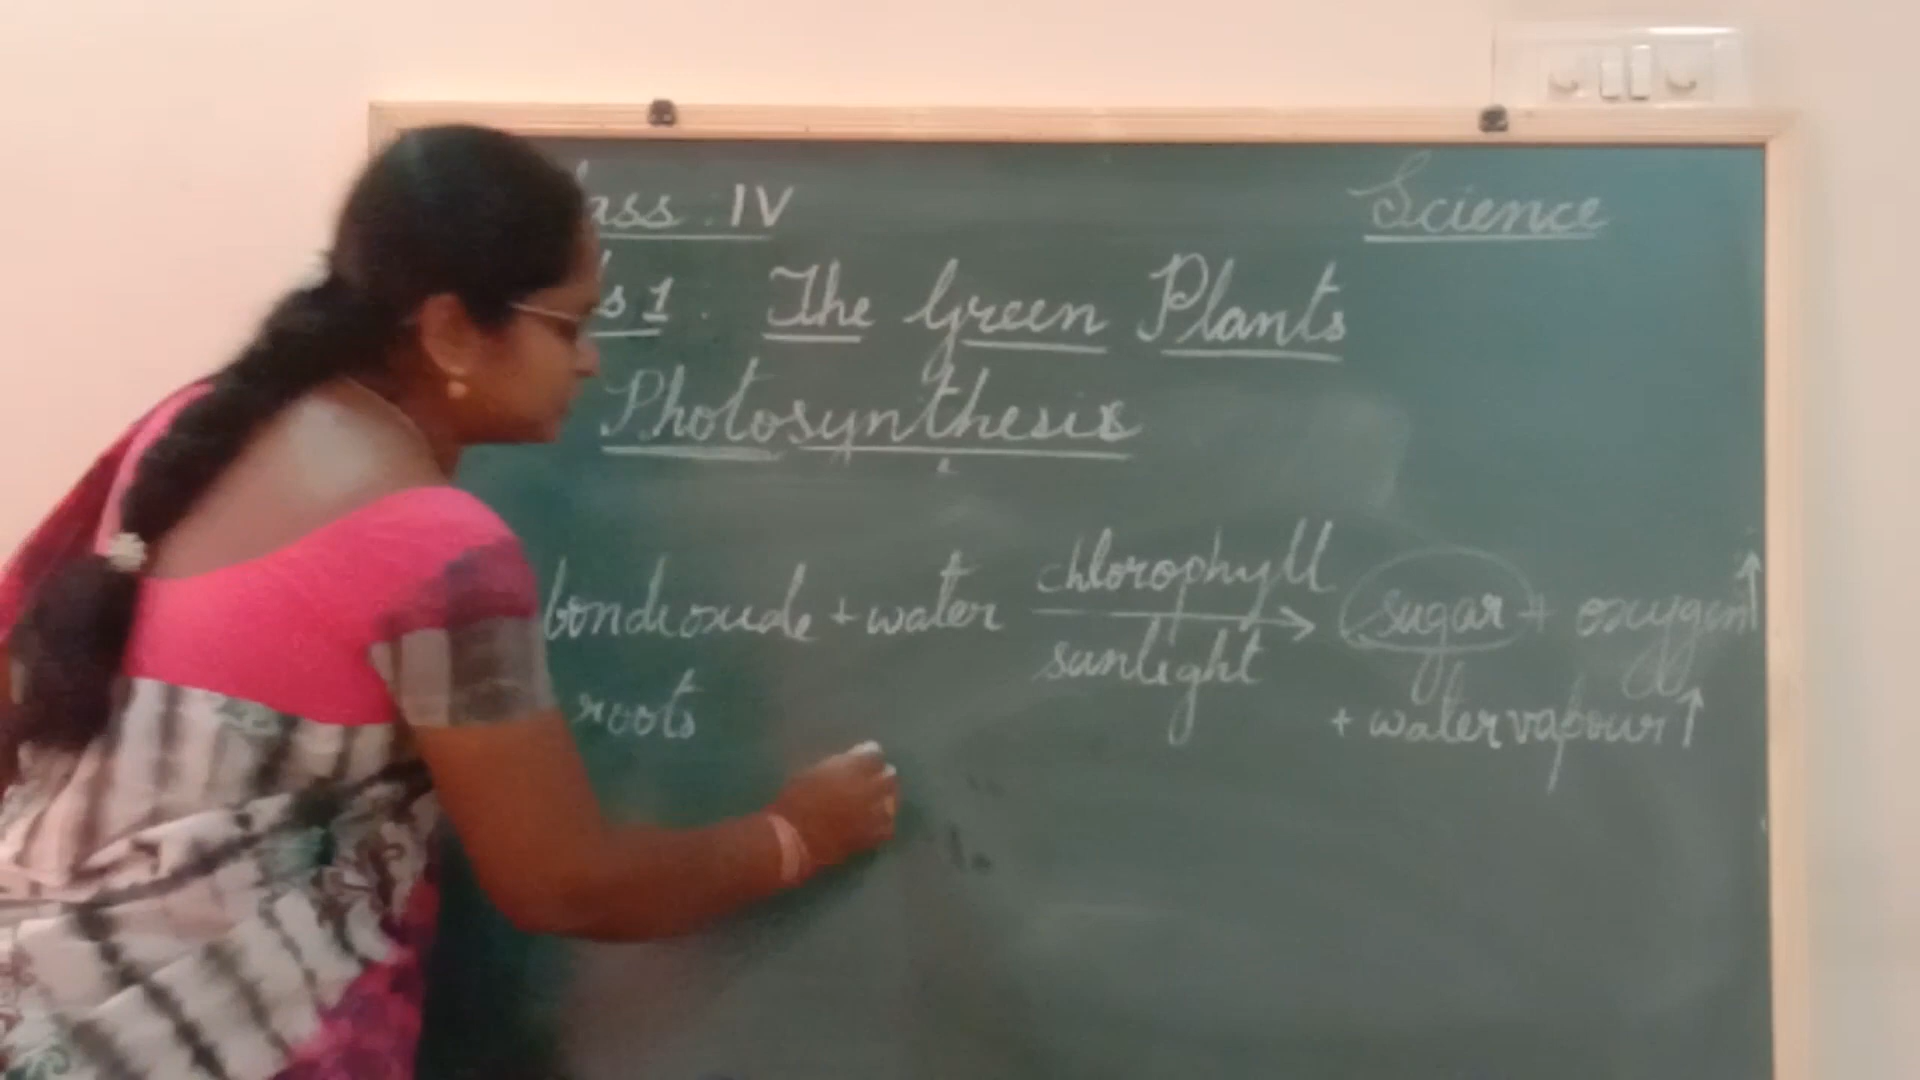 ass IV Science
s 1. The Green Plants
Photosynthesis
chlorophyll
bondioxide + water → sugar + oxygen↑
sunlight
roots + water vapour↑